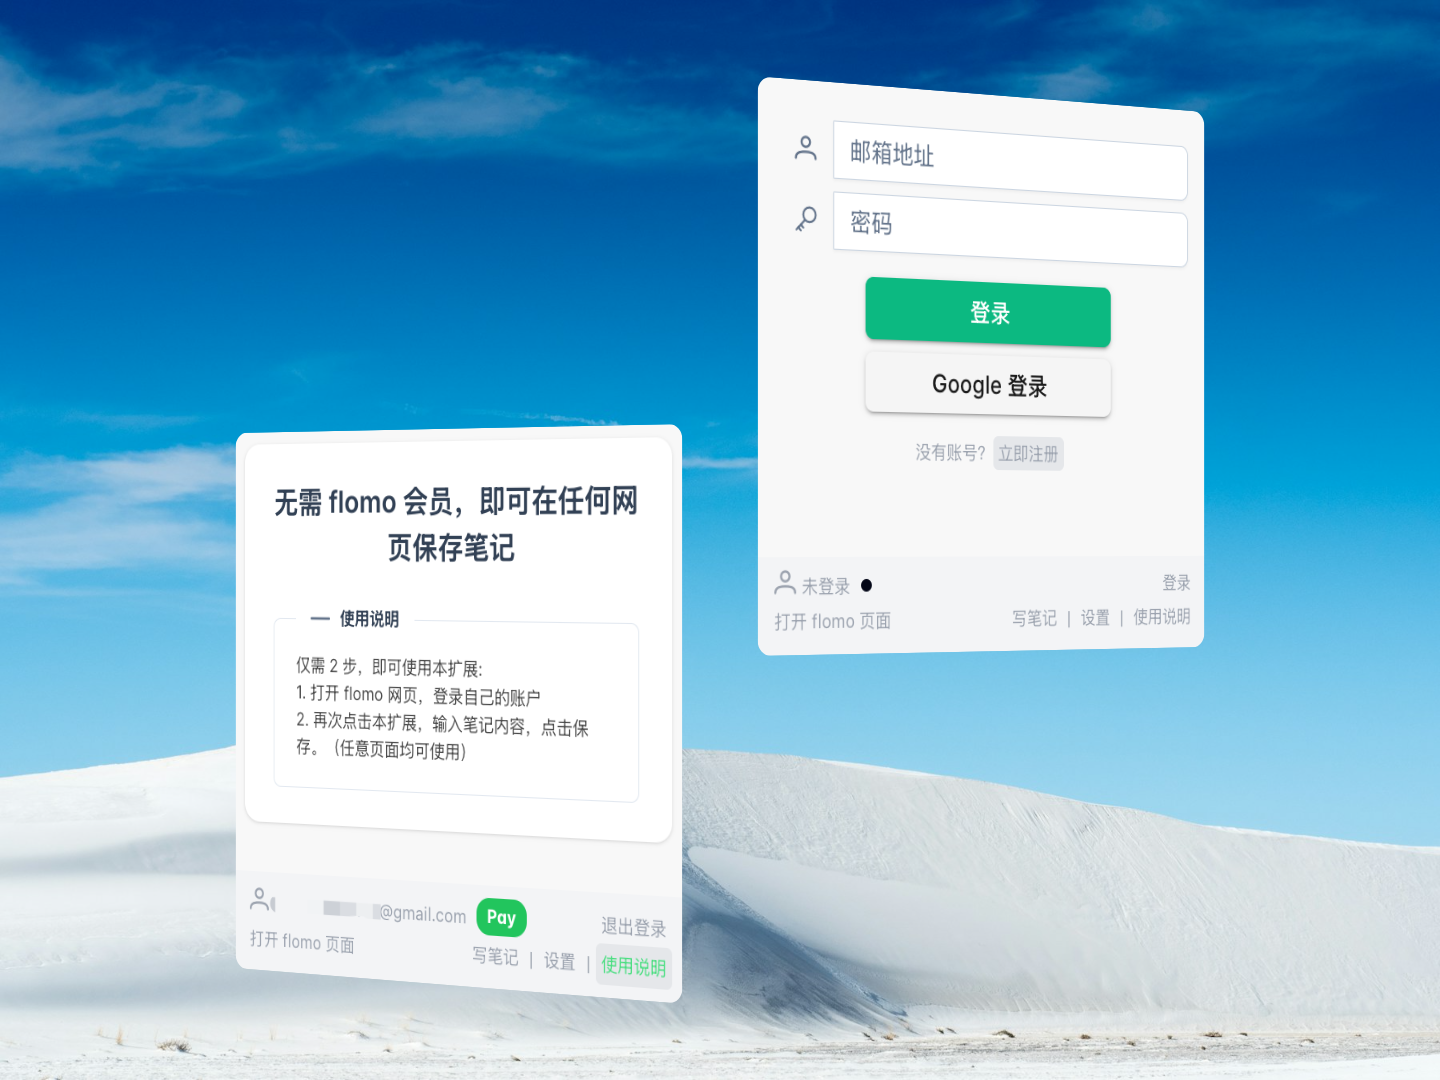 邮箱地址
密码
登录
Google 登录
没有账号? 立即注册
未登录
登录
打开 flomo 页面
写笔记 | 设置 | 使用说明
无需 flomo 会员，即可在任何网
页保存笔记
使用说明
仅需 2 步，即可使用本扩展:
1. 打开 flomo 网页，登录自己的账户
2. 再次点击本扩展，输入笔记内容，点击保
存。（任意页面均可使用）
@gmail.com
Pay
退出登录
打开 flomo 页面
写笔记 | 设置 | 使用说明